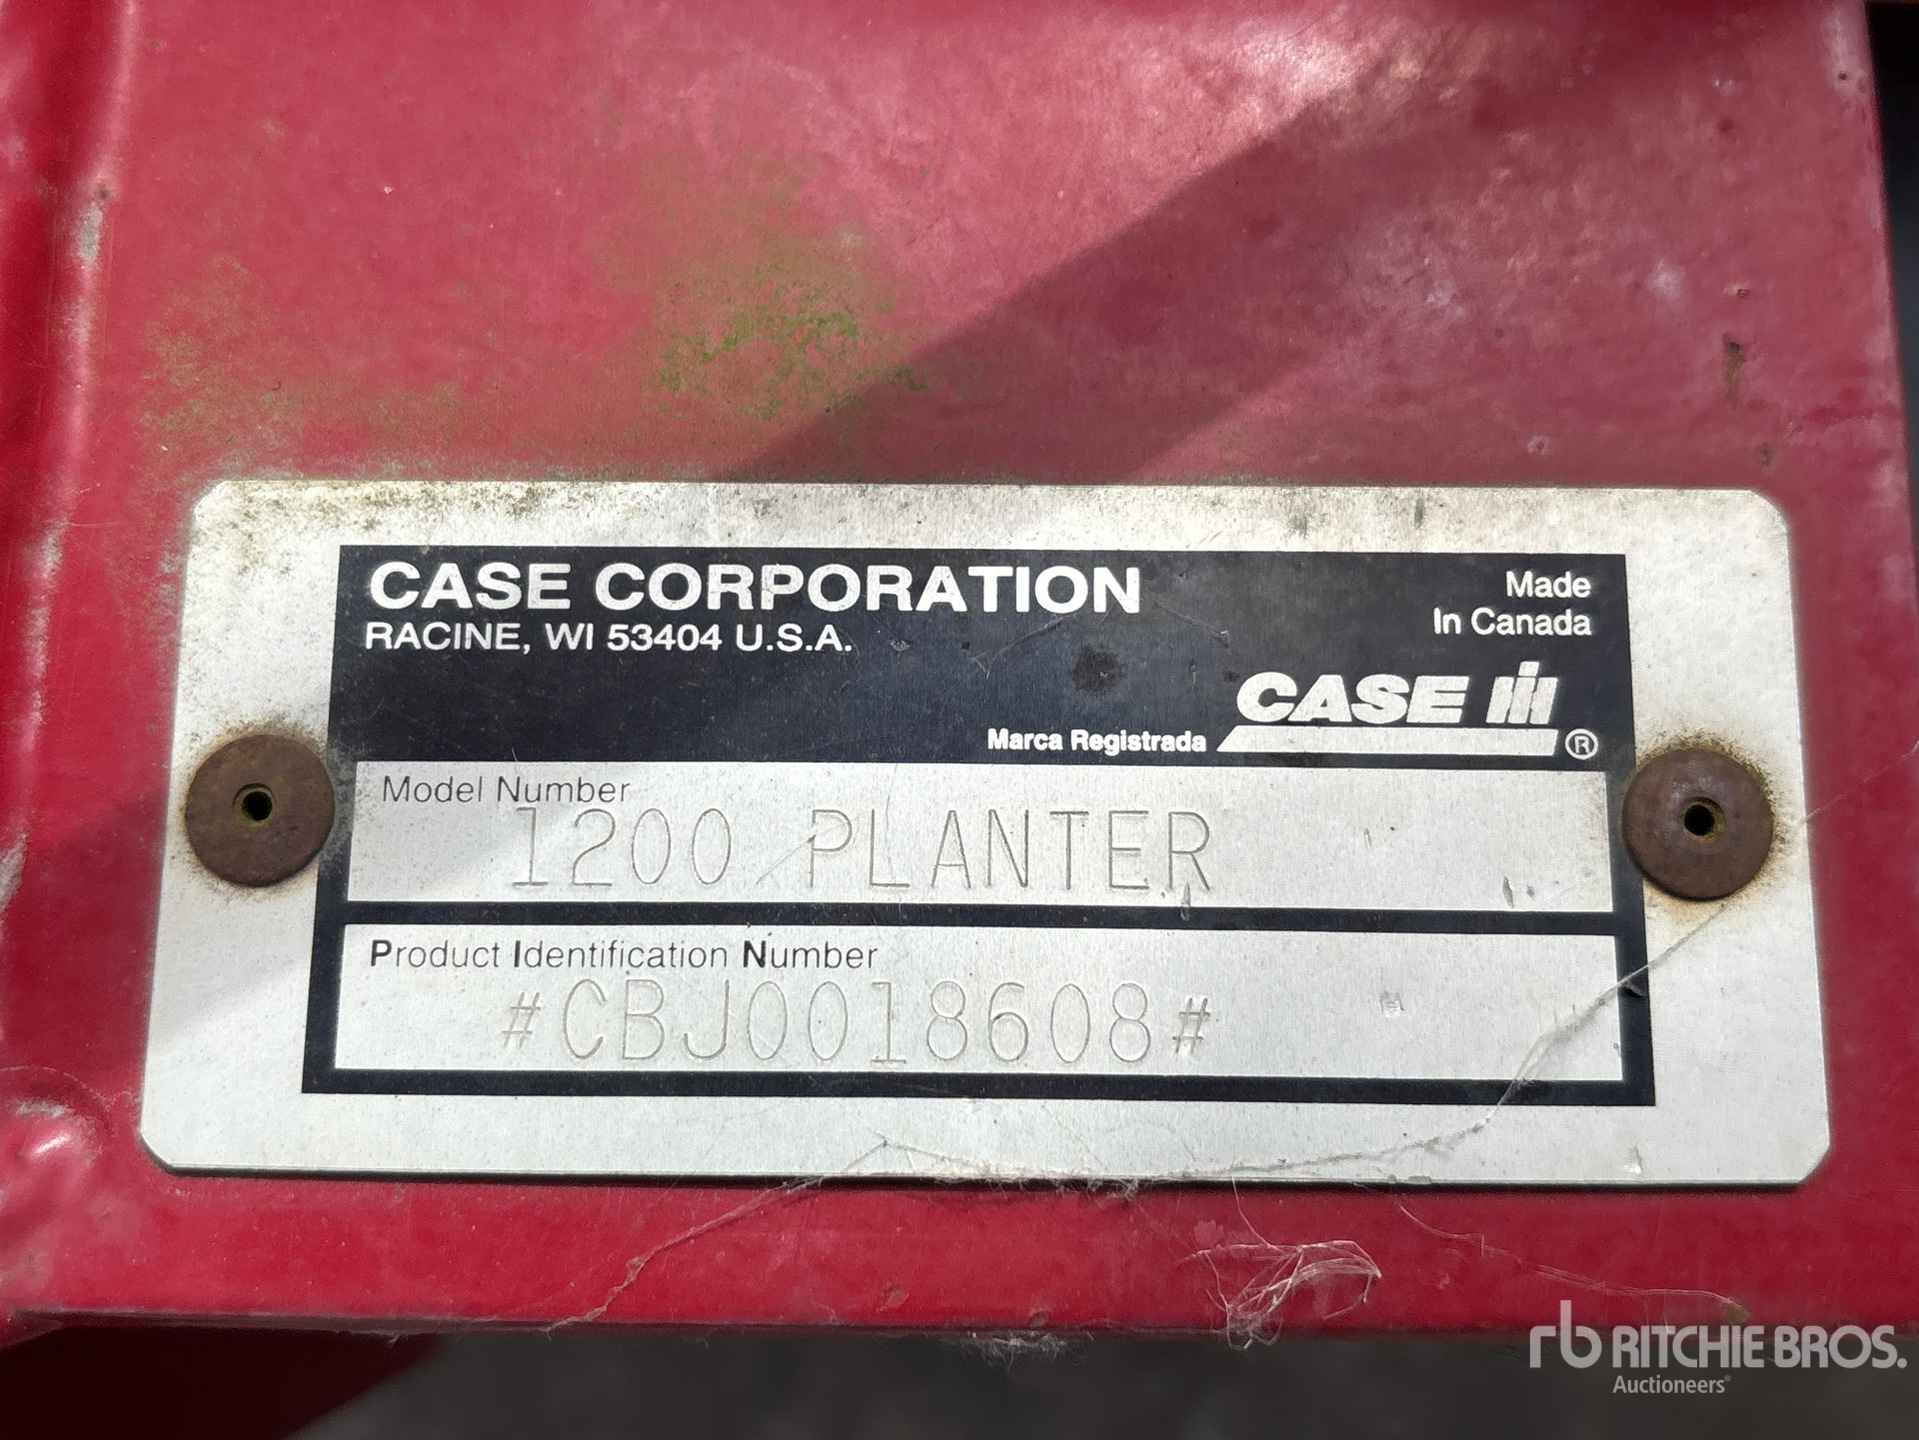 CASE CORPORATION
RACINE, WI 53404 U.S.A.
Made
In Canada
CASE IH
Marca Registrada ®
Model Number
1200 PLANTER
Product Identification Number
#CBJ0018608#
rb RITCHIE BROS.
Auctioneers®